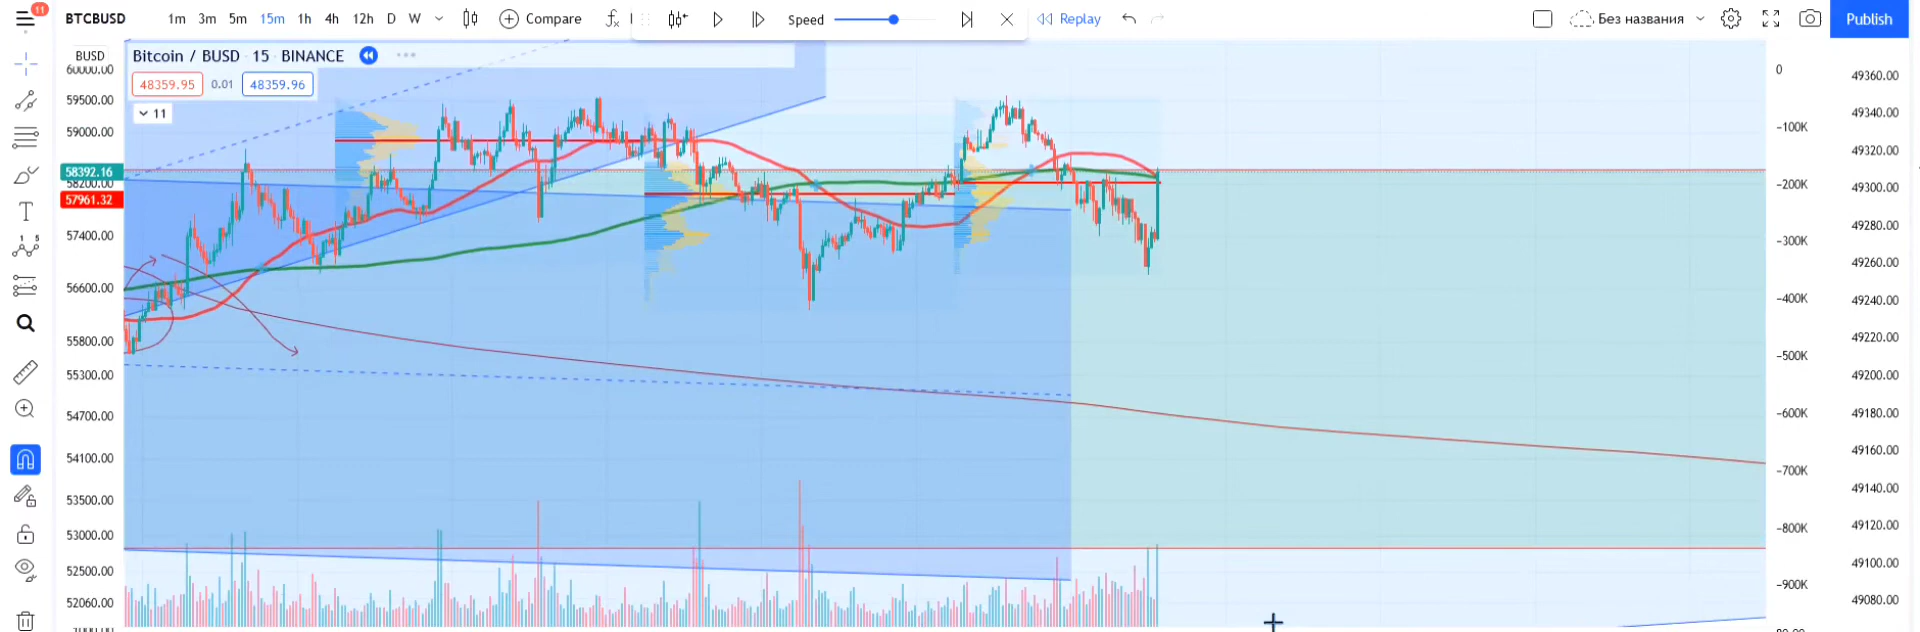 11
BTCBUSD 1m 3m 5m 15m 1h 4h 12h D W Compare Speed Replay Без названия Publish
BUSD
Bitcoin / BUSD 15 BINANCE
48359.95 0.01 48359.96
11
T
1 5
60000.00
59500.00
59000.00
58392.16
58200.00
57961.32
57400.00
56600.00
55800.00
55300.00
54700.00
54100.00
53500.00
53000.00
52500.00
52060.00
0
−100K
−200K
−300K
−400K
−500K
−600K
−700K
−800K
−900K
49360.00
49340.00
49320.00
49300.00
49280.00
49260.00
49240.00
49220.00
49200.00
49180.00
49160.00
49140.00
49120.00
49100.00
49080.00